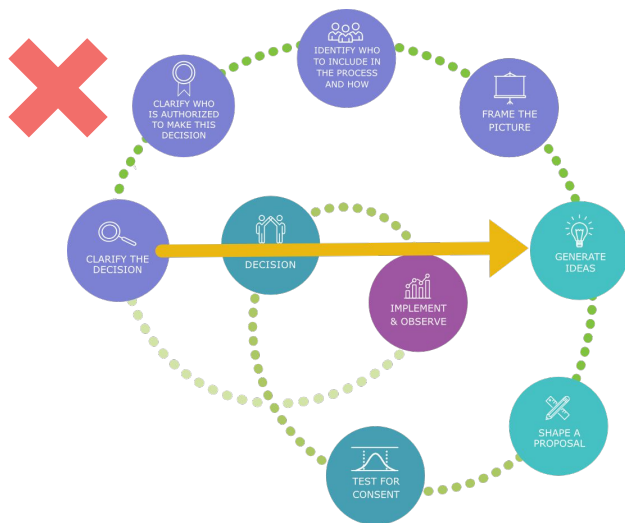 IDENTIFY WHO
TO INCLUDE IN
THE PROCESS
AND HOW
CLARIFY WHO
IS AUTHORIZED
TO MAKE THIS
DECISION
FRAME THE
PICTURE
CLARIFY THE
DECISION
DECISION
GENERATE
IDEAS
IMPLEMENT
& OBSERVE
SHAPE A
PROPOSAL
TEST FOR
CONSENT